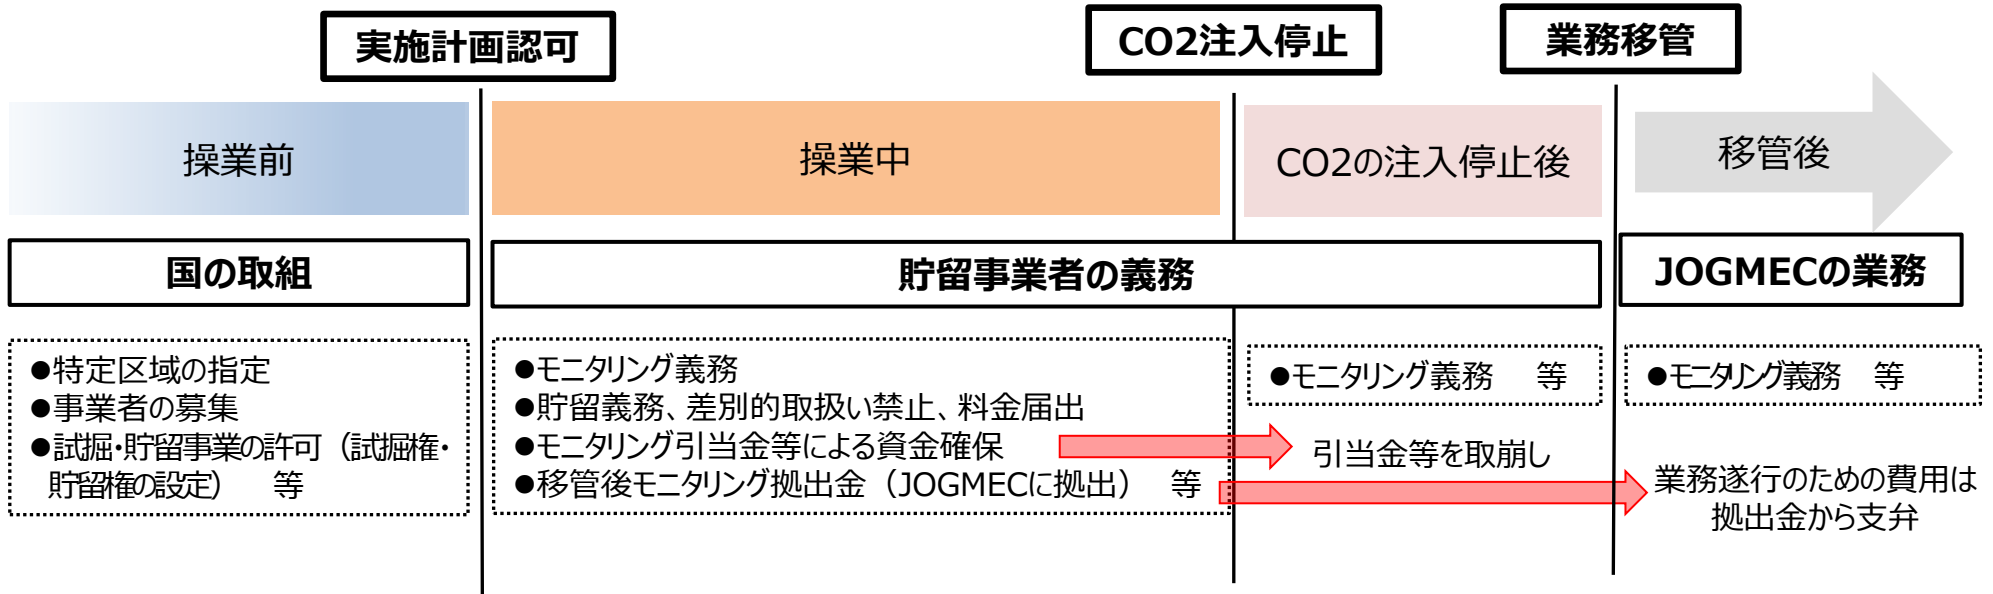 実施計画認可
CO2注入停止
業務移管
操業前
操業中
CO2の注入停止後
移管後
国の取組
貯留事業者の義務
JOGMECの業務
●特定区域の指定
●事業者の募集
●試掘・貯留事業の許可（試掘権・
貯留権の設定）　等
●モニタリング義務
●貯留義務、差別的取扱い禁止、料金届出
●モニタリング引当金等による資金確保
●移管後モニタリング拠出金（JOGMECに拠出）　等
●モニタリング義務　等
引当金等を取崩し
●モニタリング義務　等
業務遂行のための費用は
拠出金から支弁